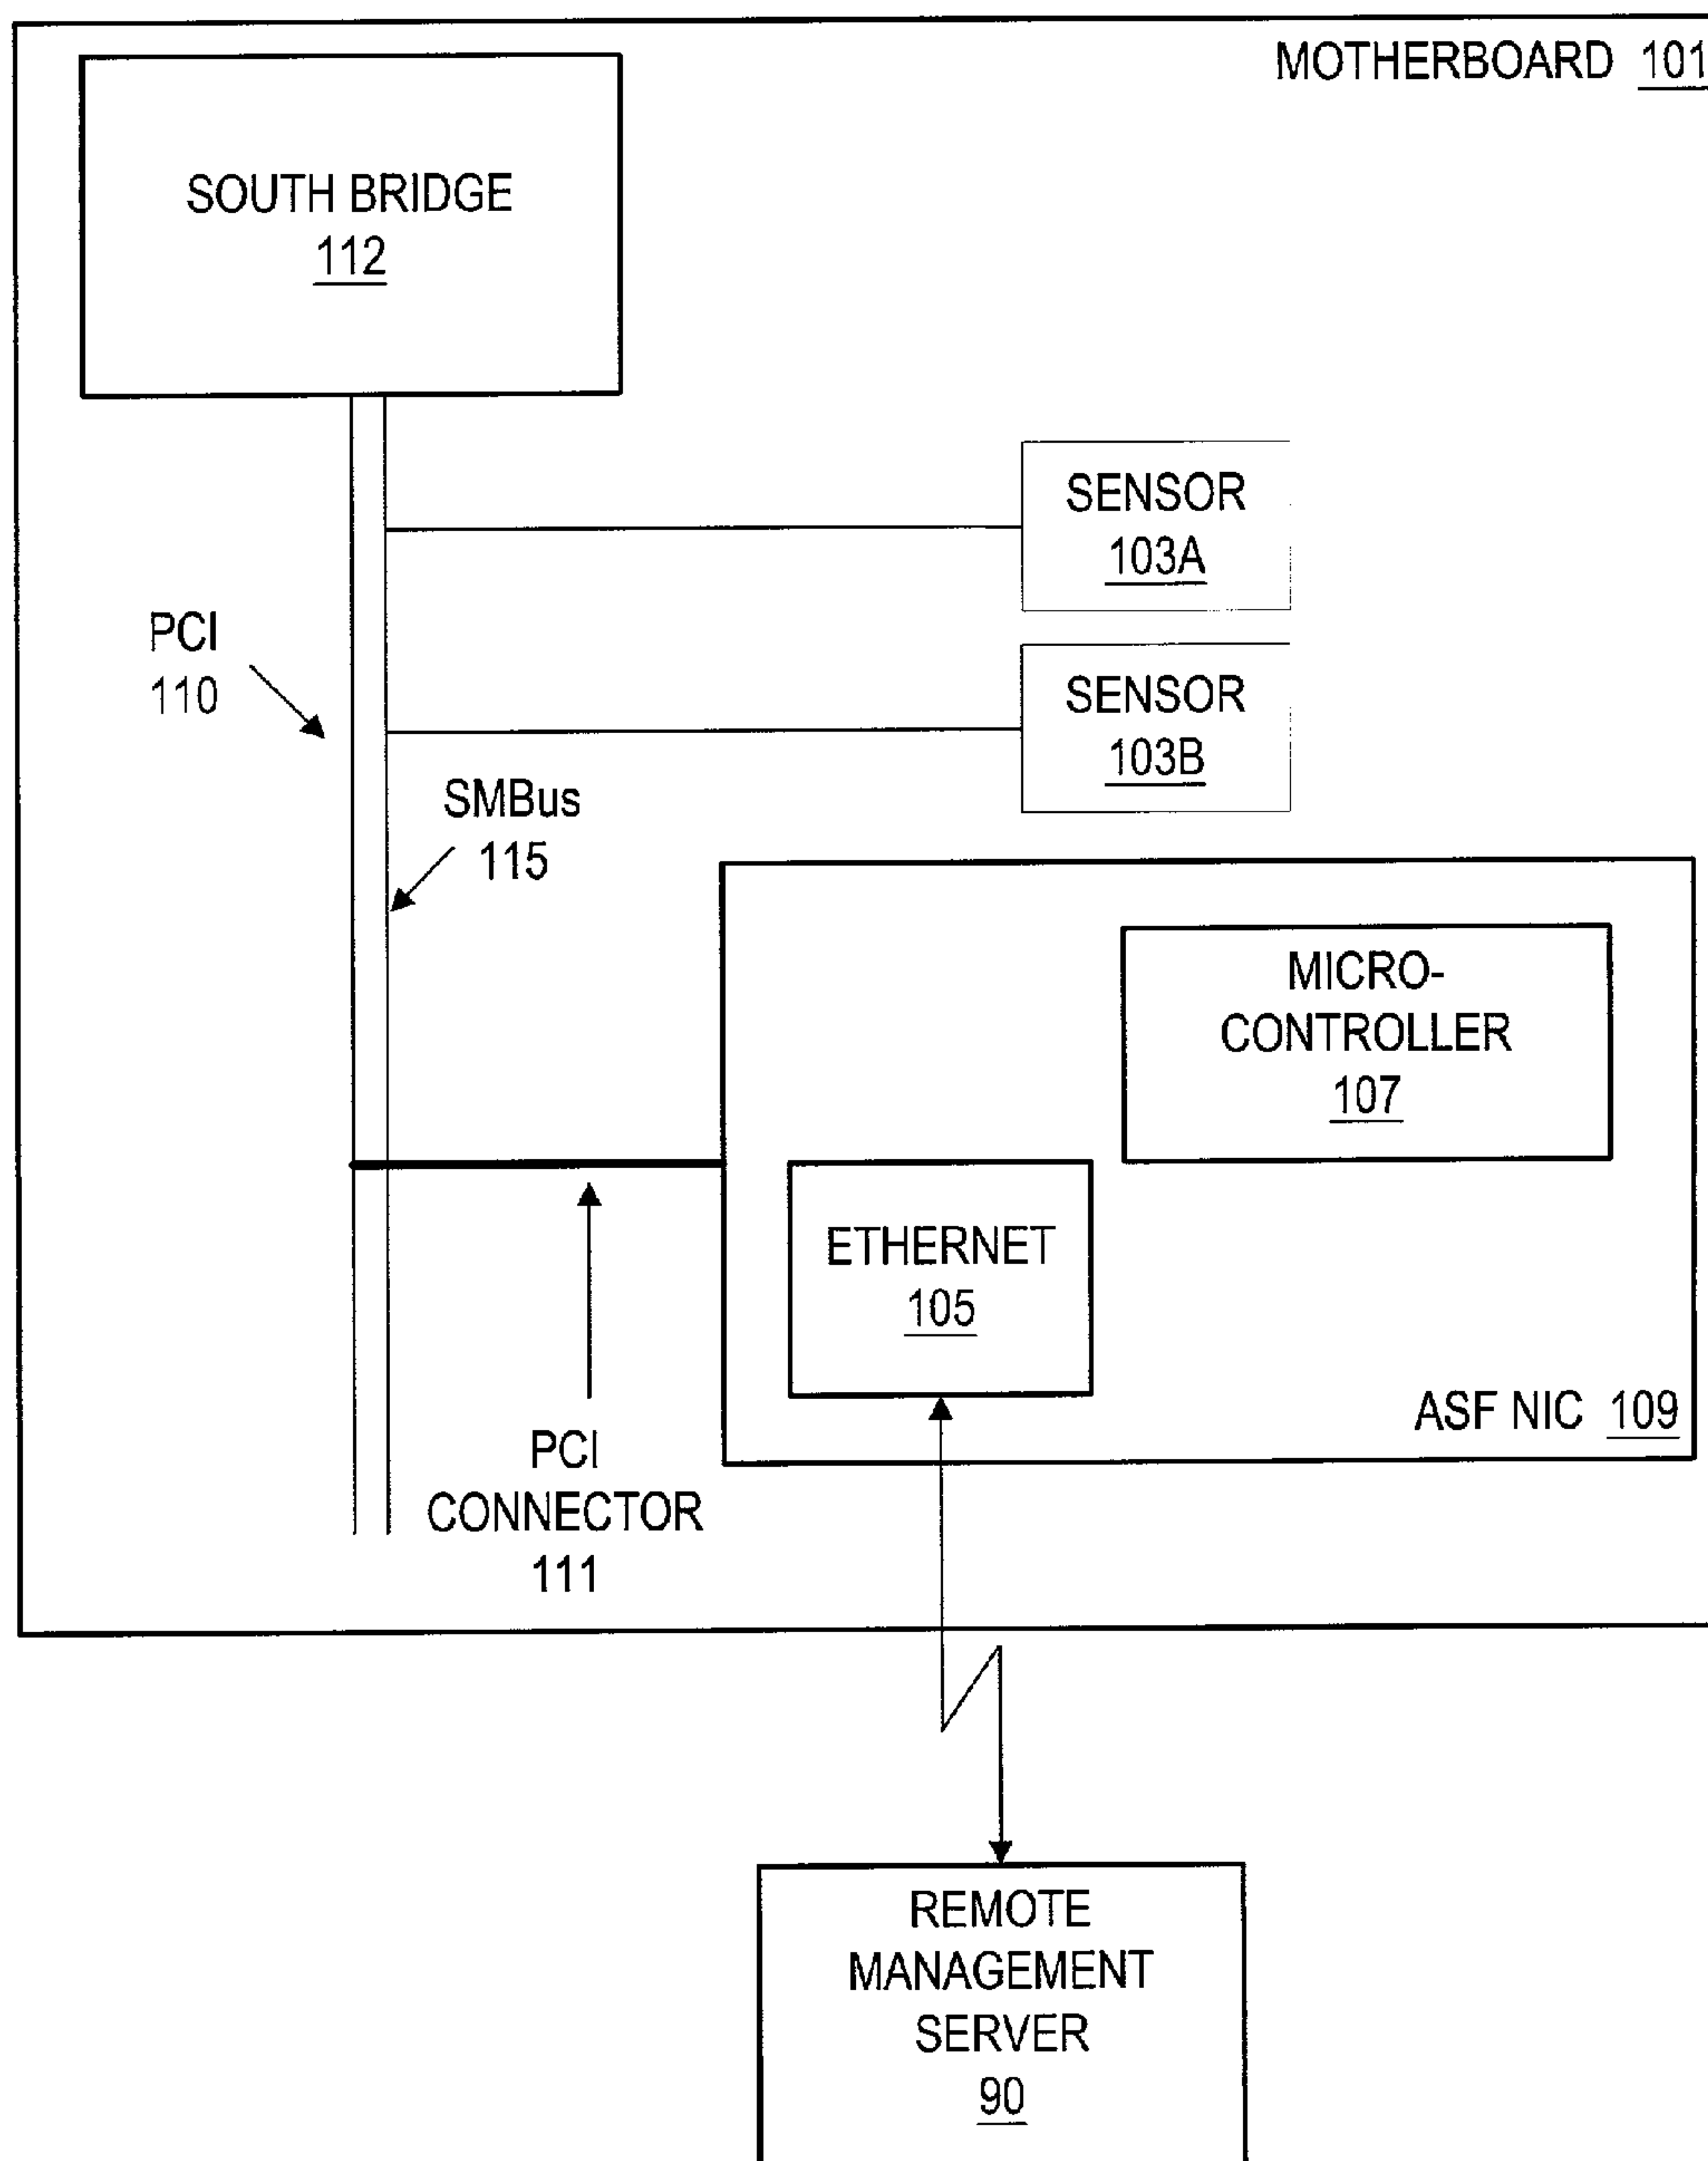 MOTHERBOARD 101
SOUTH BRIDGE
112
SENSOR
103A
PCI
110
SENSOR
103B
SMBus
115
MICRO-
CONTROLLER
107
ETHERNET
105
ASF NIC 109
PCI
CONNECTOR
111
REMOTE
MANAGEMENT
SERVER
90